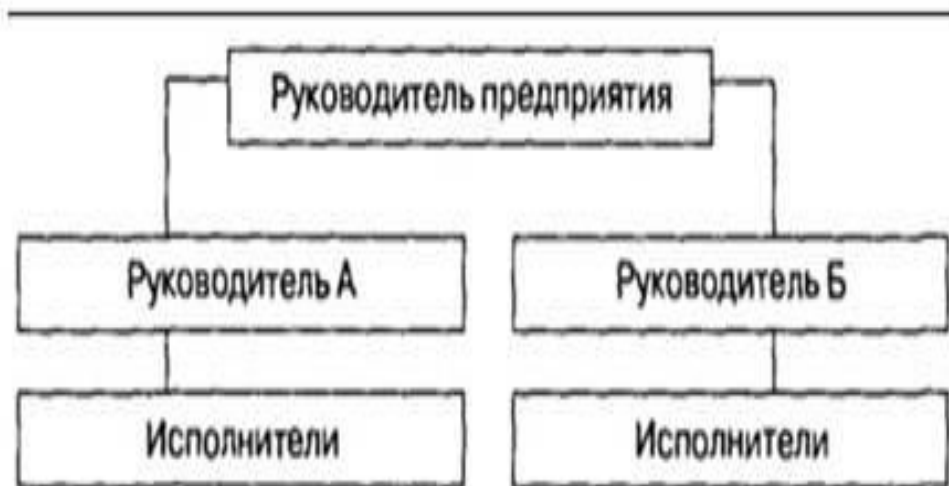 Руководитель предприятия
Руководитель А
Руководитель Б
Исполнители
Исполнители